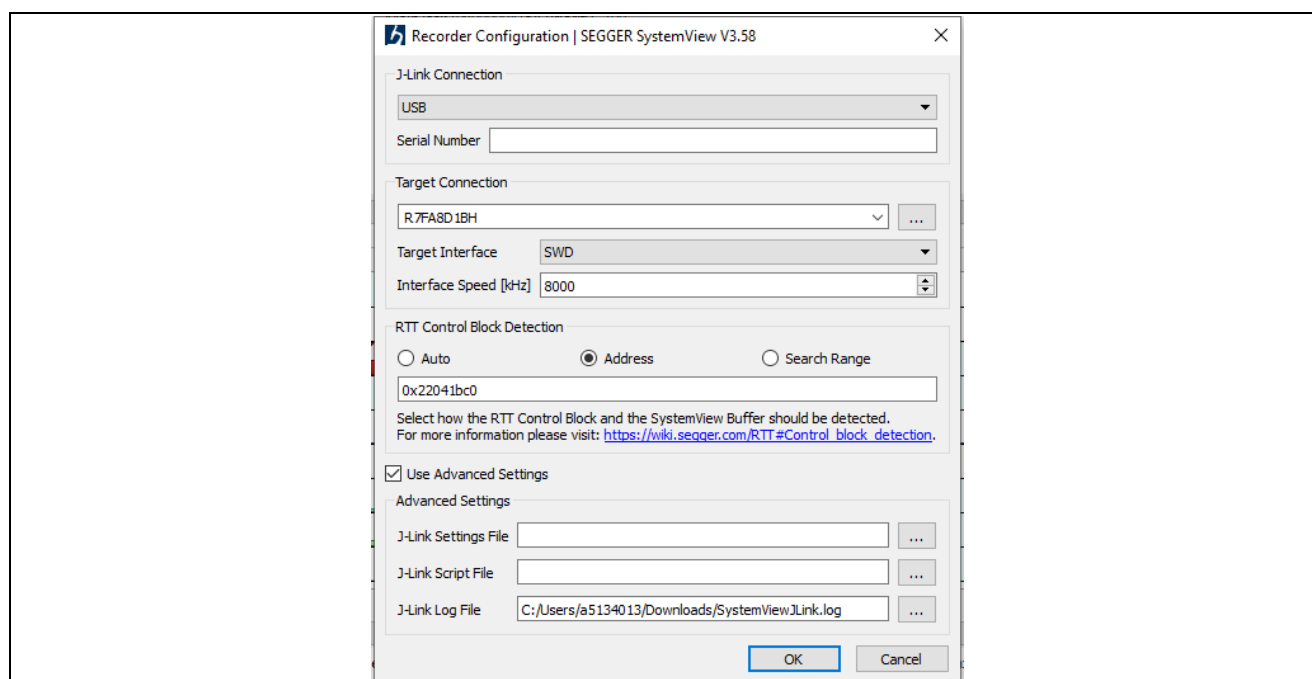 Recorder Configuration | SEGGER SystemView V3.58
J-Link Connection
USB
Serial Number
Target Connection
R7FA8D1BH
...
Target Interface SWD
Interface Speed [kHz] 8000
RTT Control Block Detection
Auto Address Search Range
0x22041bc0
Select how the RTT Control Block and the SystemView Buffer should be detected.
For more information please visit: https://wiki.segger.com/RTT#Control_block_detection.
Use Advanced Settings
Advanced Settings
J-Link Settings File ...
J-Link Script File ...
J-Link Log File C:/Users/a5134013/Downloads/SystemViewJLink.log ...
OK Cancel